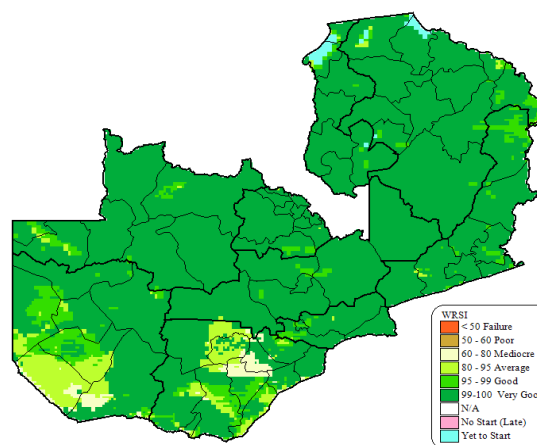 WRSI
< 50 Failure
50 - 60 Poor
60 - 80 Mediocre
80 - 95 Average
95 - 99 Good
99-100 Very Goo
N/A
No Start (Late)
Yet to Start